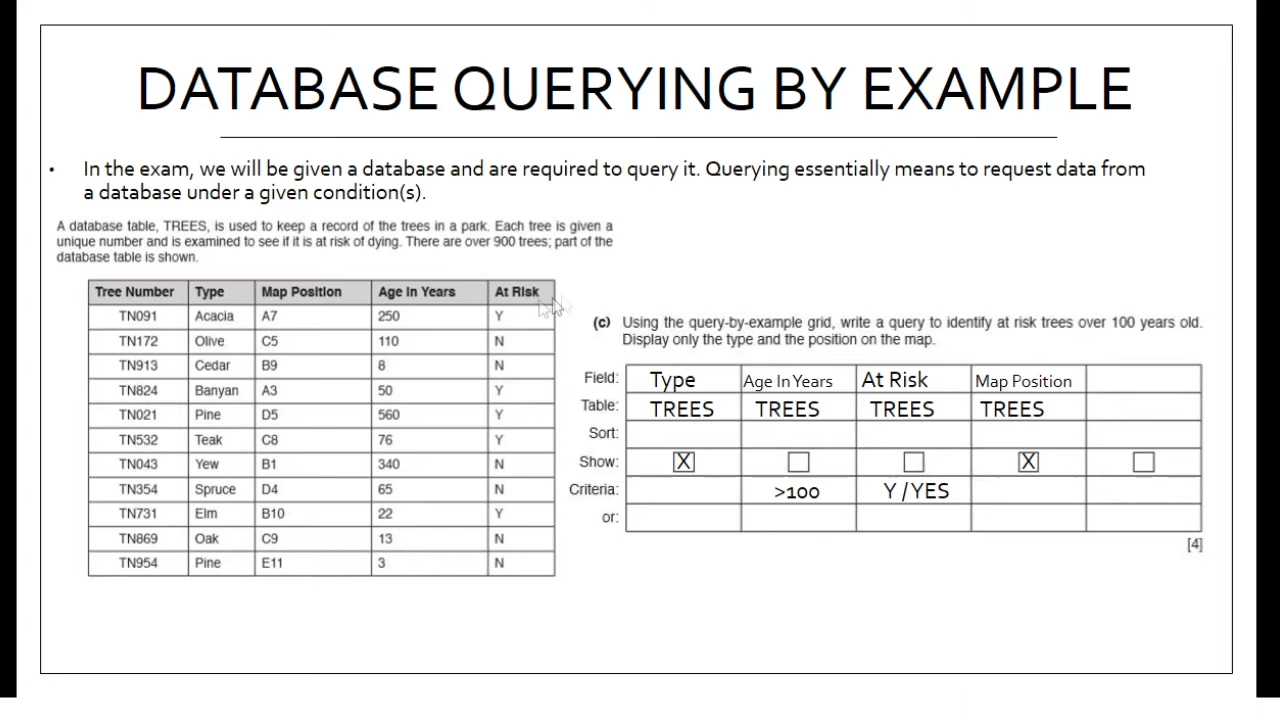 DATABASE QUERYING BY EXAMPLE
• In the exam, we will be given a database and are required to query it. Querying essentially means to request data from
a database under a given condition(s).
A database table, TREES, is used to keep a record of the trees in a park. Each tree is given a
unique number and is examined to see if it is at risk of dying. There are over 900 trees; part of the
database table is shown.
Tree Number Type Map Position Age in Years At Risk
TN091 Acacia A7 250 Y
TN172 Olive C5 110 N
TN913 Cedar B9 8 N
TN824 Banyan A3 50 Y
TN021 Pine D5 560 Y
TN532 Teak C8 76 Y
TN043 Yew B1 340 N
TN354 Spruce D4 65 N
TN731 Elm B10 22 Y
TN869 Oak C9 13 N
TN954 Pine E11 3 N
(c) Using the query-by-example grid, write a query to identify at risk trees over 100 years old.
Display only the type and the position on the map.
Field: Type Age In Years At Risk Map Position
Table: TREES TREES TREES TREES
Sort:
Show: X X
Criteria: >100 Y /YES
or:
[4]